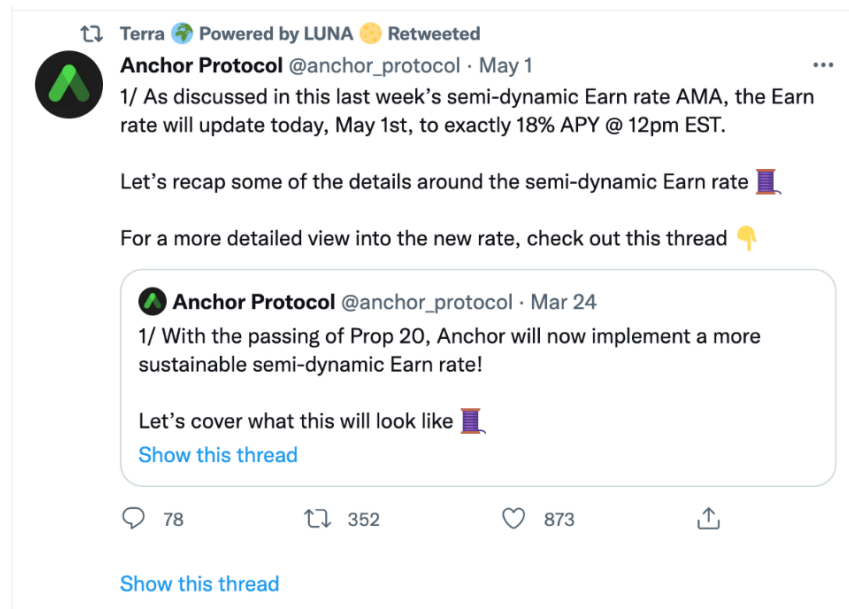 Terra 🌍 Powered by LUNA 🌕 Retweeted
Anchor Protocol @anchor_protocol · May 1
1/ As discussed in this last week’s semi-dynamic Earn rate AMA, the Earn
rate will update today, May 1st, to exactly 18% APY @ 12pm EST.
Let’s recap some of the details around the semi-dynamic Earn rate 🧵
For a more detailed view into the new rate, check out this thread 👇
Anchor Protocol @anchor_protocol · Mar 24
1/ With the passing of Prop 20, Anchor will now implement a more
sustainable semi-dynamic Earn rate!
Let’s cover what this will look like 🧵
Show this thread
78 352 873
Show this thread